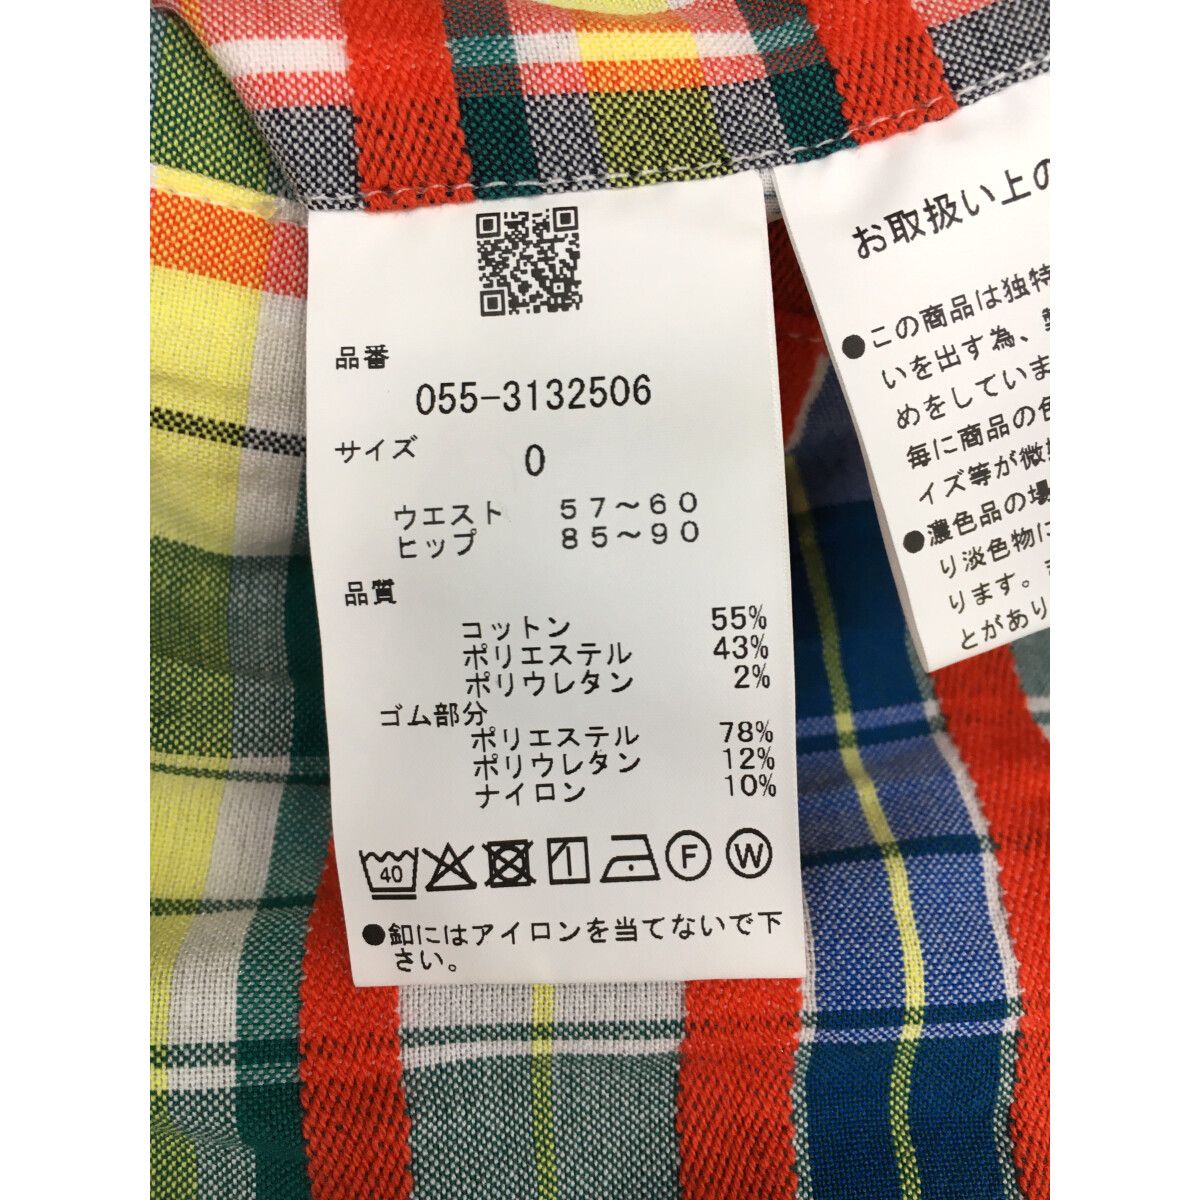 品番
055-3132506
サイズ 0
ウエスト 57～60
ヒップ 85～90
品質
コットン 55%
ポリエステル 43%
ポリウレタン 2%
ゴム部分
ポリエステル 78%
ポリウレタン 12%
ナイロン 10%
40 F W
●釦にはアイロンを当てないで下
さい。
お取扱い上の
●この商品は独特
いを出す為、
めをしていま
毎に商品の色
イズ等が微
●濃色品の場
り淡色物に
ります。
とがあり